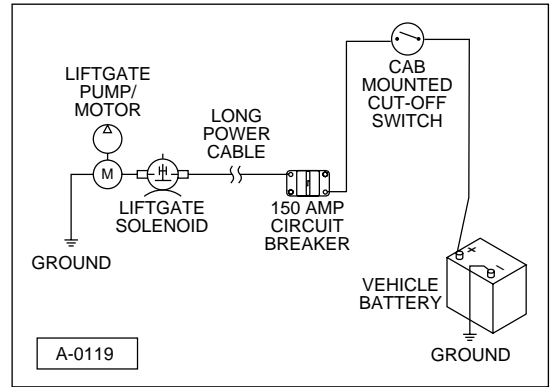 LIFTGATE
PUMP/
MOTOR
M
LIFTGATE
SOLENOID
GROUND
LONG
POWER
CABLE
150 AMP
CIRCUIT
BREAKER
CAB
MOUNTED
CUT-OFF
SWITCH
VEHICLE
BATTERY
+
–
GROUND
A-0119